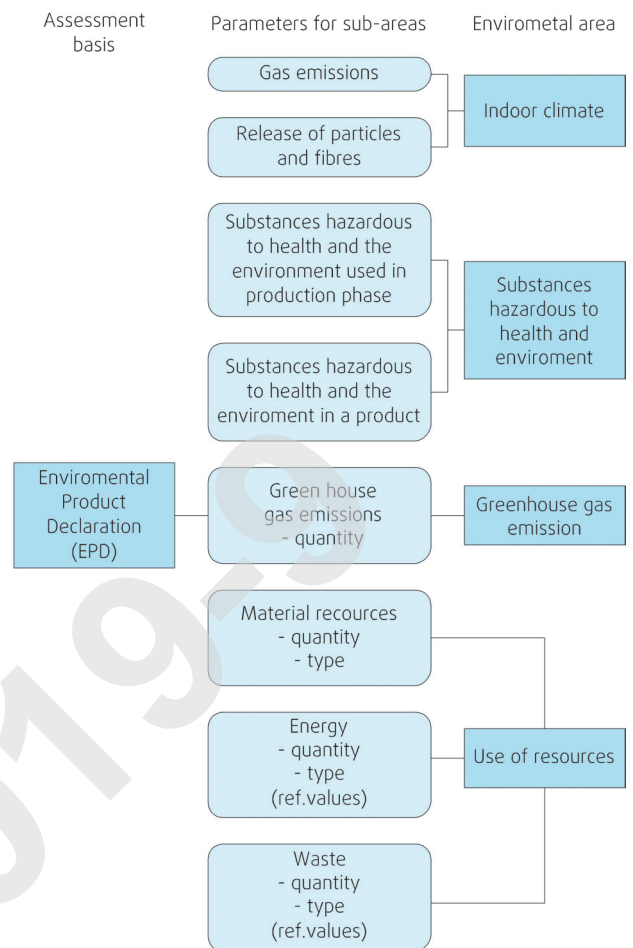 Assessment
basis
Parameters for sub-areas
Envirometal area
Gas emissions
Indoor climate
Release of particles
and fibres
Substances hazardous
to health and the
environment used in
production phase
Substances
hazardous to
health and
enviroment
Substances hazardous
to health and the
enviroment in a product
Enviromental
Product
Declaration
(EPD)
Green house
gas emissions
- quantity
Greenhouse gas
emission
Material recources
- quantity
- type
Energy
- quantity
- type
(ref.values)
Use of resources
Waste
- quantity
- type
(ref.values)
019-9